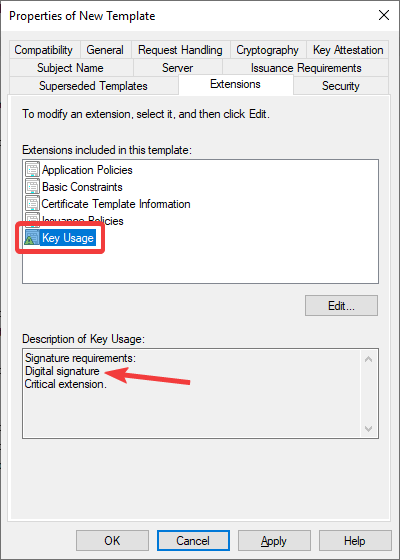 Properties of New Template
Compatibility General Request Handling Cryptography Key Attestation
Subject Name Server Issuance Requirements
Superseded Templates Extensions Security
To modify an extension, select it, and then click Edit.
Extensions included in this template:
Application Policies
Basic Constraints
Certificate Template Information
Issuance Policies
Key Usage
Edit...
Description of Key Usage:
Signature requirements:
Digital signature
Critical extension.
OK Cancel Apply Help